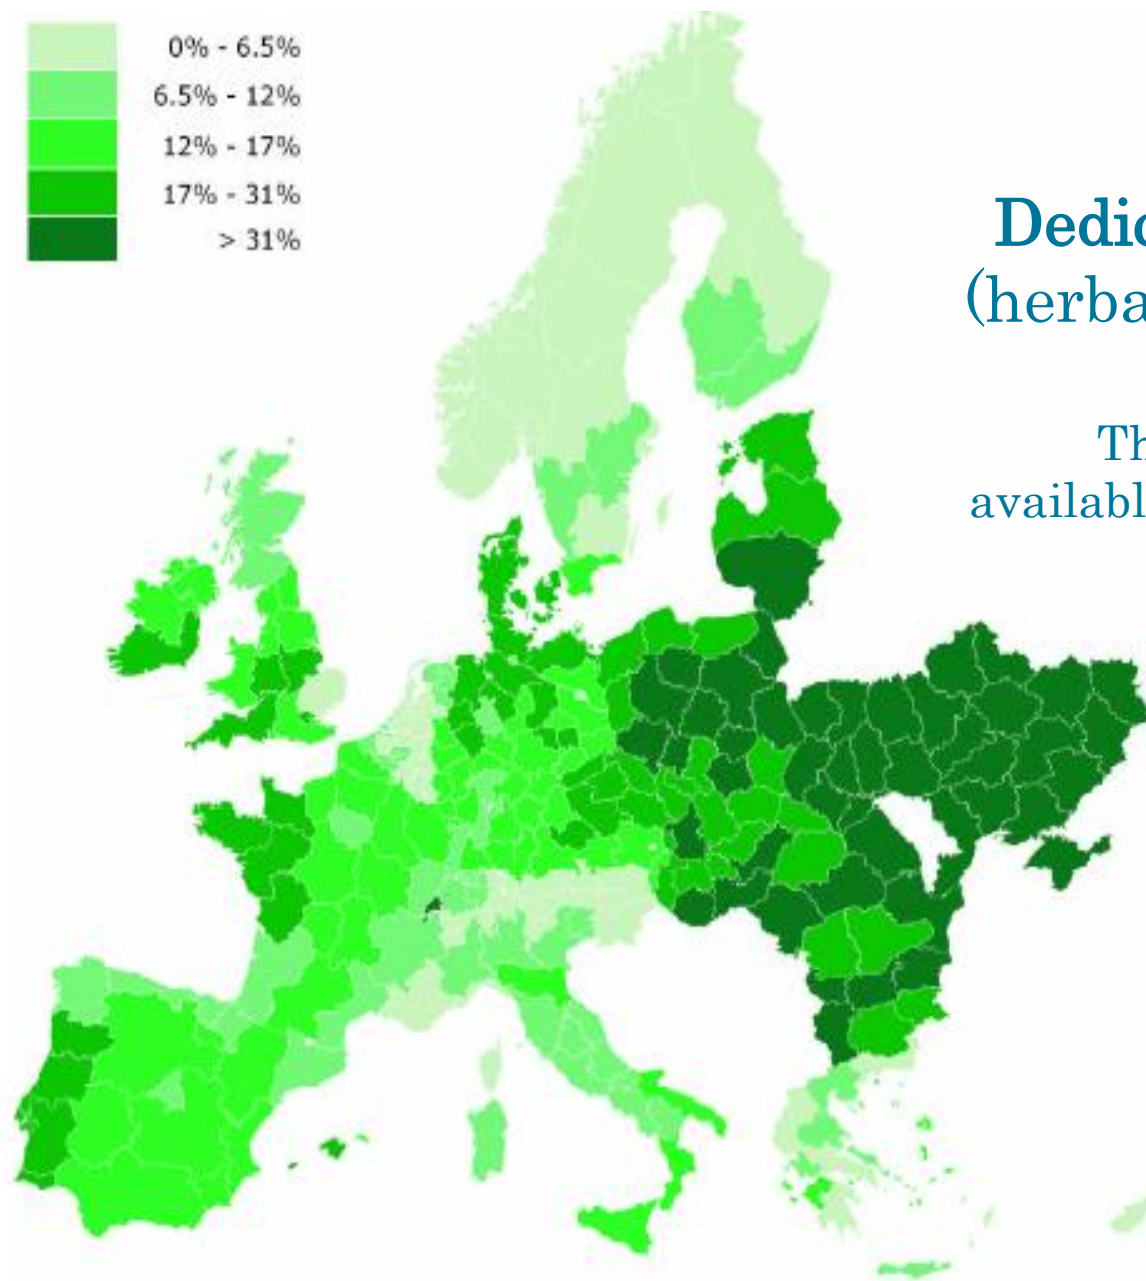 0% - 6.5%
6.5% - 12%
12% - 17%
17% - 31%
> 31%
Dedic
(herba
Th
availabl